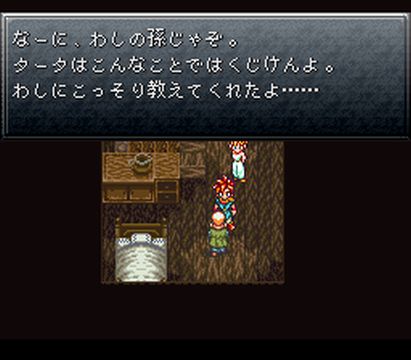 なーに、わしの孫じゃぞ。
タータはこんなことではくじけんよ。
わしにこっそり教えてくれたよ……